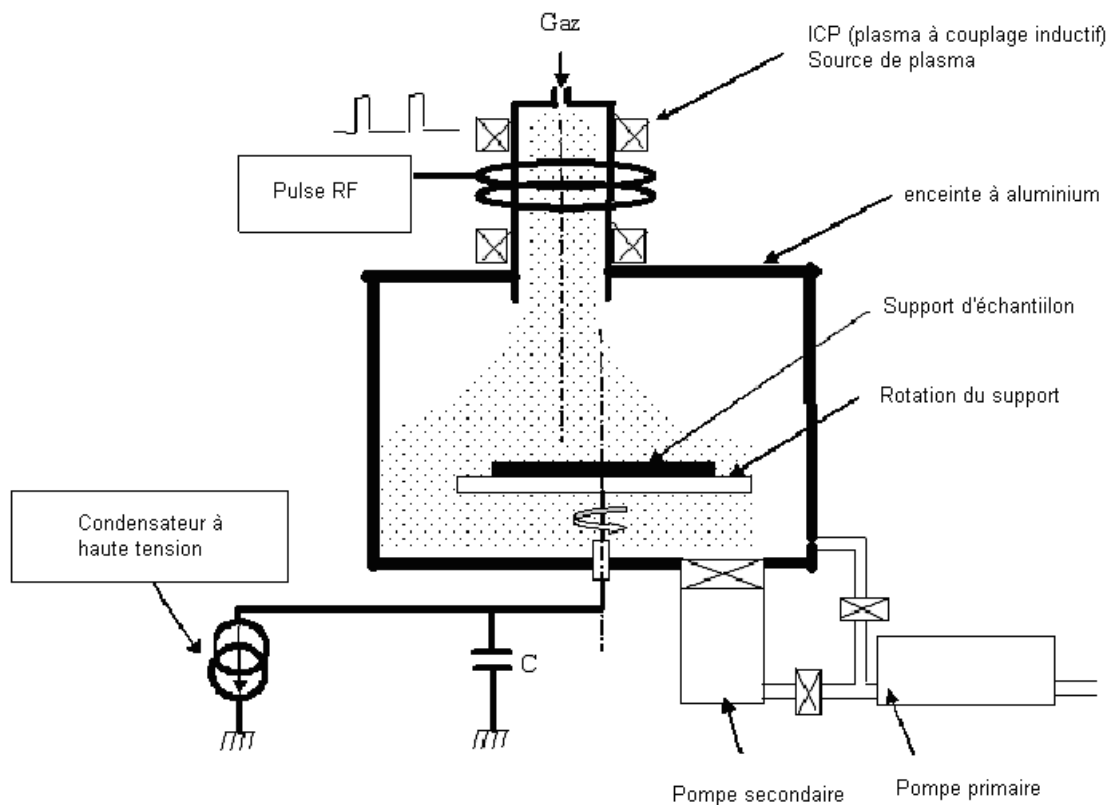 Gaz
ICP (plasma à couplage inductif)
Source de plasma
Pulse RF
enceinte à aluminium
Support d'échantiilon
Rotation du support
Condensateur à
haute tension
C
Pompe secondaire
Pompe primaire